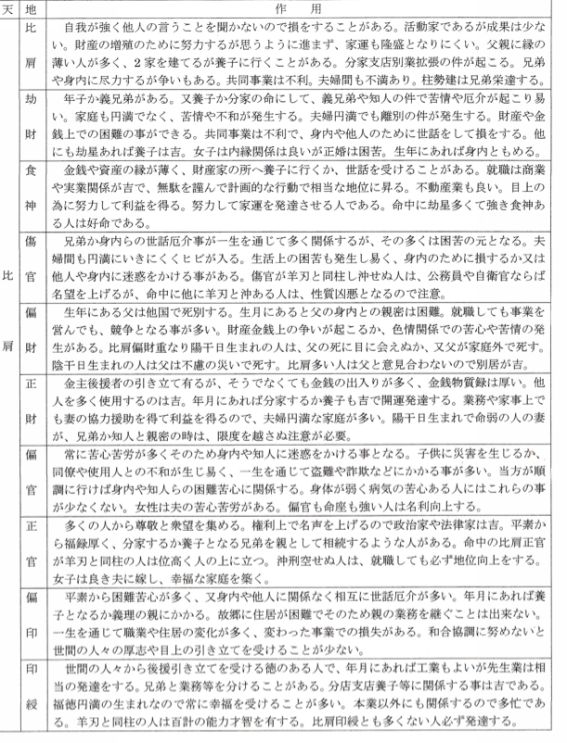 天 地 作用
比肩
比肩 自我が強く他人の言うことを聞かないので損をすることがある。活動家であるが成果は少な
い。財産の増殖のために努力するが思うように進まず、家運も隆盛となりにくい。父親に縁の
薄い人が多く、2家を建てるが養子に行くことがある。分家支店別業拡張の件が起こる。兄弟
や身内に尽力するが争いもある。共同事業は不利。夫婦間も不満あり。柱勢建は兄弟栄達する。
劫財 年子か義兄弟がある。又養子か分家の命にして、義兄弟や知人の件で苦情や厄介が起こり易
い。家庭も円満でなく、苦情や不和が発生する。夫婦円満でも離別の件が発生する。財産や金
銭上での困難の事ができる。共同事業は不利で、身内や他人のために世話をして損をする。他
にも劫星あれば養子は吉。女子は内縁関係は良いが正婚は困苦。生年にあれば身内ともめる。
食神 金銭や資産の縁が薄く、財産家の所へ養子に行くか、世話を受けることがある。就職は商業
や実業関係が吉で、無駄を謹んで計画的な行動で相当な地位に昇る。不動産業も良い。目上の
為に努力して利益を得る。努力して家運を発達させる人である。命中に劫星多くて強き食神あ
る人は好命である。
傷官 兄弟か身内らの世話厄介事が一生を通じて多く関係するが、その多くは困苦の元となる。夫
婦間も円満にいきにくくヒビが入る。生活上の困苦も発生し易く、身内のために損するか又は
他人や身内に迷惑をかける事がある。傷官が羊刃と同柱し沖せぬ人は、公務員や自衛官ならば
名望を上げるが、命中に他に羊刃と沖ある人は、性質凶悪となるので注意。
偏財 生年にある父は他国で死別する。生月にあると父の身内との親密は困難。就職しても事業を
営んでも、競争となる事が多い。財産金銭上の争いが起こるか、色情関係での苦心や苦情の発
生がある。比肩偏財重なり陽干日生まれの人は、父の死に目に会えぬか、又父が家庭外で死す。
陰干日生まれの人は父は不慮の災いで死す。比肩多い人は父と意見合わないので別居が吉。
正財 金主後援者の引き立て有るが、そうでなくても金銭の出入りが多く、金銭物質録は厚い。他
人を多く使用するのは吉。年月にあれば分家するか養子も吉で開運発達する。業務や家事上で
も妻の協力援助を得て利益を得るので、夫婦円満な家庭が多い。陽干日生まれで命弱の人の妻
が、兄弟か知人と親密の時は、限度を越さぬ注意が必要。
偏官 常に苦心苦労が多くそのため身内や知人に迷惑をかける事となる。子供に災害を生じるか、
同僚や使用人との不和が生じ易く、一生を通じて盗難や詐欺などにかかる事が多い。当方が順
調に行けば身内や知人らの困難苦心に関係する。身体が弱く病気の苦心ある人にはこれらの事
が少なくない。女性は夫の苦心苦労がある。偏官も命座も強い人は名利向上する。
正官 多くの人から尊敬と衆望を集める。権利上で名声を上げるので政治家や法律家は吉。平素か
ら福録厚く、分家するか養子となる兄弟を親として相続するような人がある。命中の比肩正官
が羊刃と同柱の人は位高く人の上に立つ。沖刑空せぬ人は、就職しても必ず地位向上をする。
女子は良き夫に嫁し、幸福な家庭を築く。
偏印 平素から困難苦心が多く、又身内や他人に関係なく相互に世話厄介が多い。年月にあれば養
子となるか義理の親にかかる。故郷に住居が困難でそのため親の業務を継ぐことは出来ない。
一生を通じて職業や住居の変化が多く、変わった事業での損失がある。和合協調に努めないと
世間の人々の厚志や目上の引き立てを受けることが少ない。
印綬 世間の人々から後援引き立てを受ける徳のある人で、年月にあれば工業もよいが先生業は相
当の発達をする。兄弟と業務等を分けることがある。分店支店養子等に関係する事は吉である。
福徳円満の生まれなので常に幸福を受けることが多い。本業以外にも関係するので多忙であ
る。羊刃と同柱の人は百計の能力才智を有する。比肩印綬とも多くない人必ず発達する。